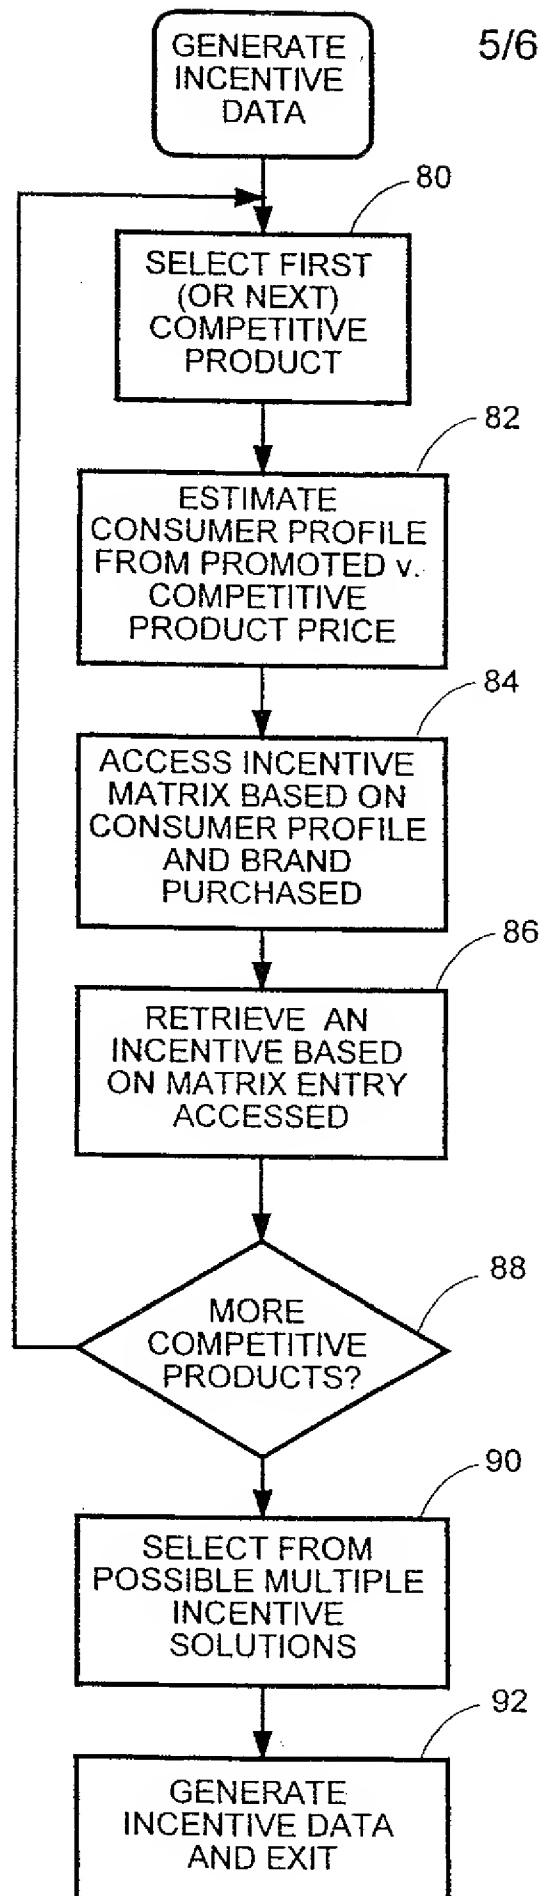 GENERATE
INCENTIVE
DATA
5/6
80
SELECT FIRST
(OR NEXT)
COMPETITIVE
PRODUCT
82
ESTIMATE
CONSUMER PROFILE
FROM PROMOTED v.
COMPETITIVE
PRODUCT PRICE
84
ACCESS INCENTIVE
MATRIX BASED ON
CONSUMER PROFILE
AND BRAND
PURCHASED
86
RETRIEVE AN
INCENTIVE BASED
ON MATRIX ENTRY
ACCESSED
88
MORE
COMPETITIVE
PRODUCTS?
90
SELECT FROM
POSSIBLE MULTIPLE
INCENTIVE
SOLUTIONS
92
GENERATE
INCENTIVE DATA
AND EXIT